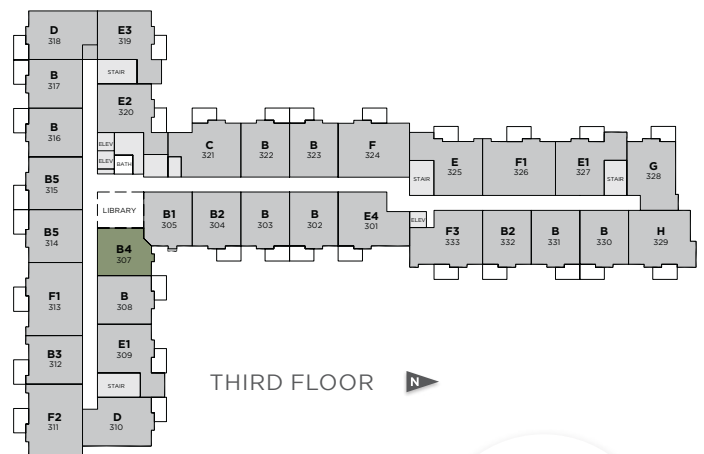 D
318
E3
319
STAIR
B
317
E2
320
B
316
ELEV
ELEV
BATH
C
321
B
322
B
323
F
324
E
325
F1
326
E1
327
G
328
STAIR
STAIR
B5
315
LIBRARY
B1
305
B2
304
B
303
B
302
E4
301
ELEV
F3
333
B2
332
B
331
B
330
H
329
B5
314
B4
307
F1
313
B
308
B3
312
E1
309
STAIR
F2
311
D
310
THIRD FLOOR
N